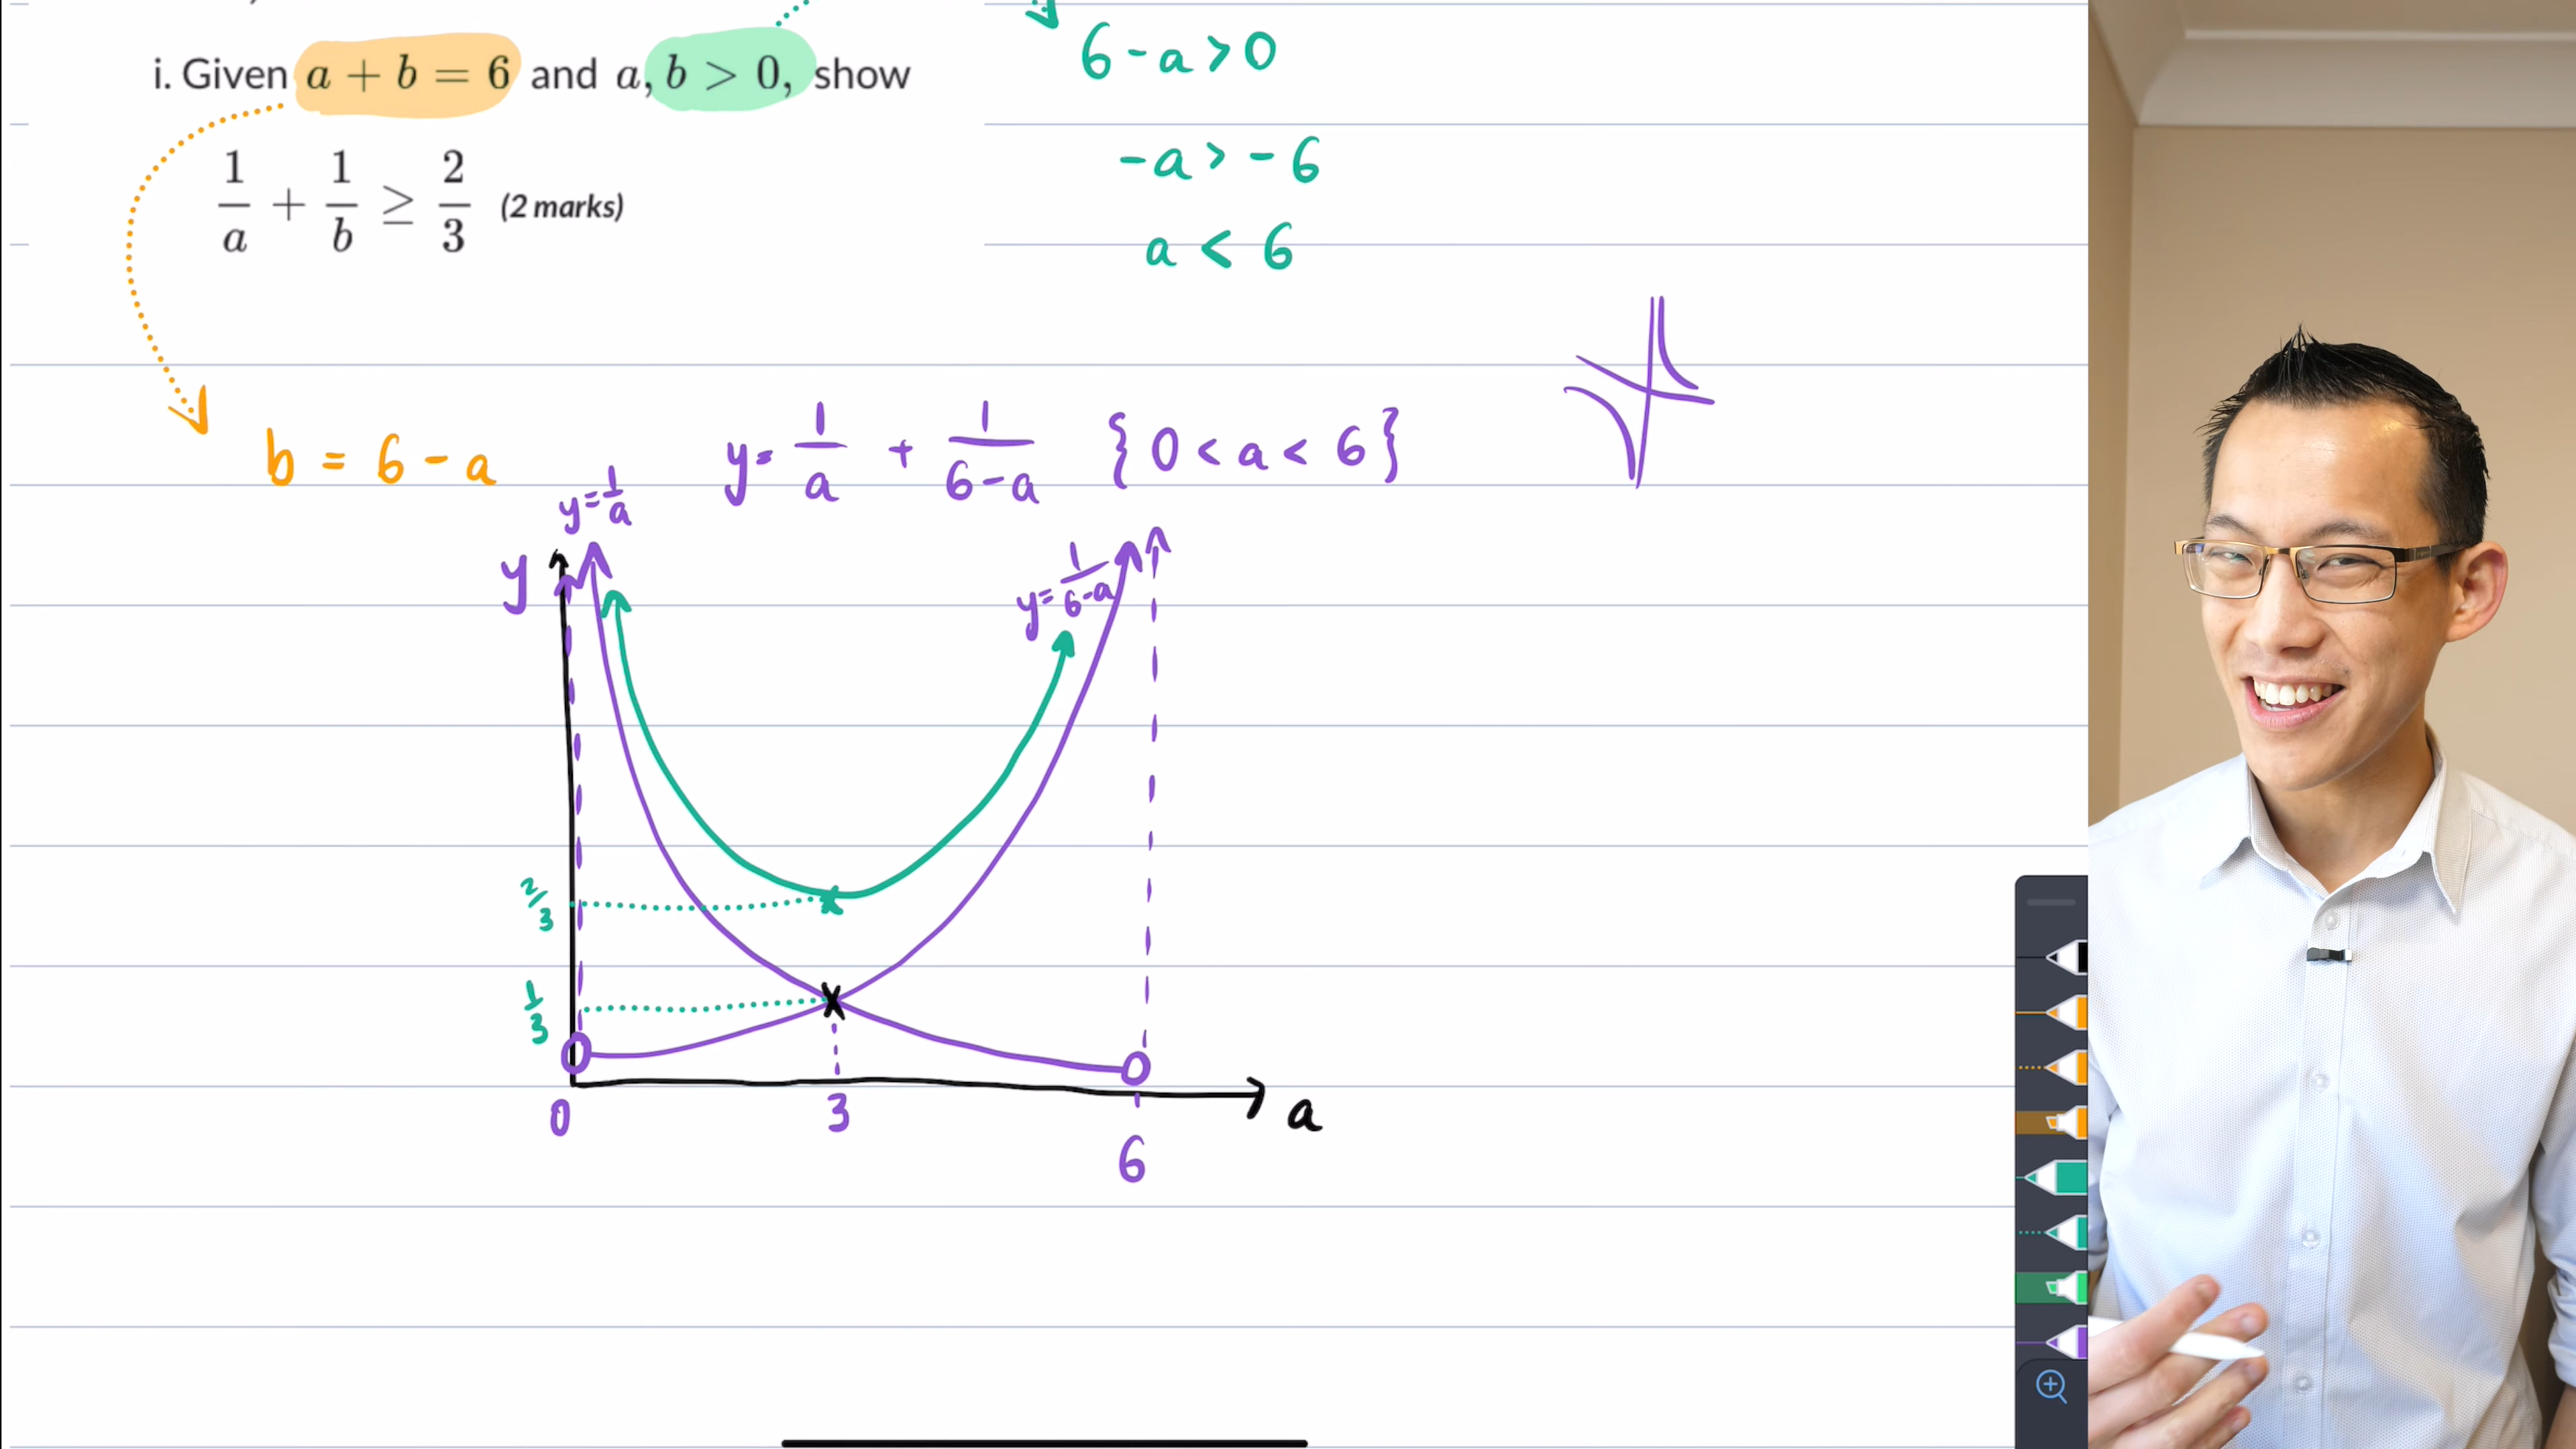 i. Given a + b = 6 and a, b > 0, show
1/a + 1/b ≥ 2/3 (2 marks)
6 - a > 0
-a > -6
a < 6
b = 6 - a
y = 1/a + 1/(6-a) {0 < a < 6}
y = 1/a
y
y = 1/(6-a)
2/3
1/3
0
3
6
a